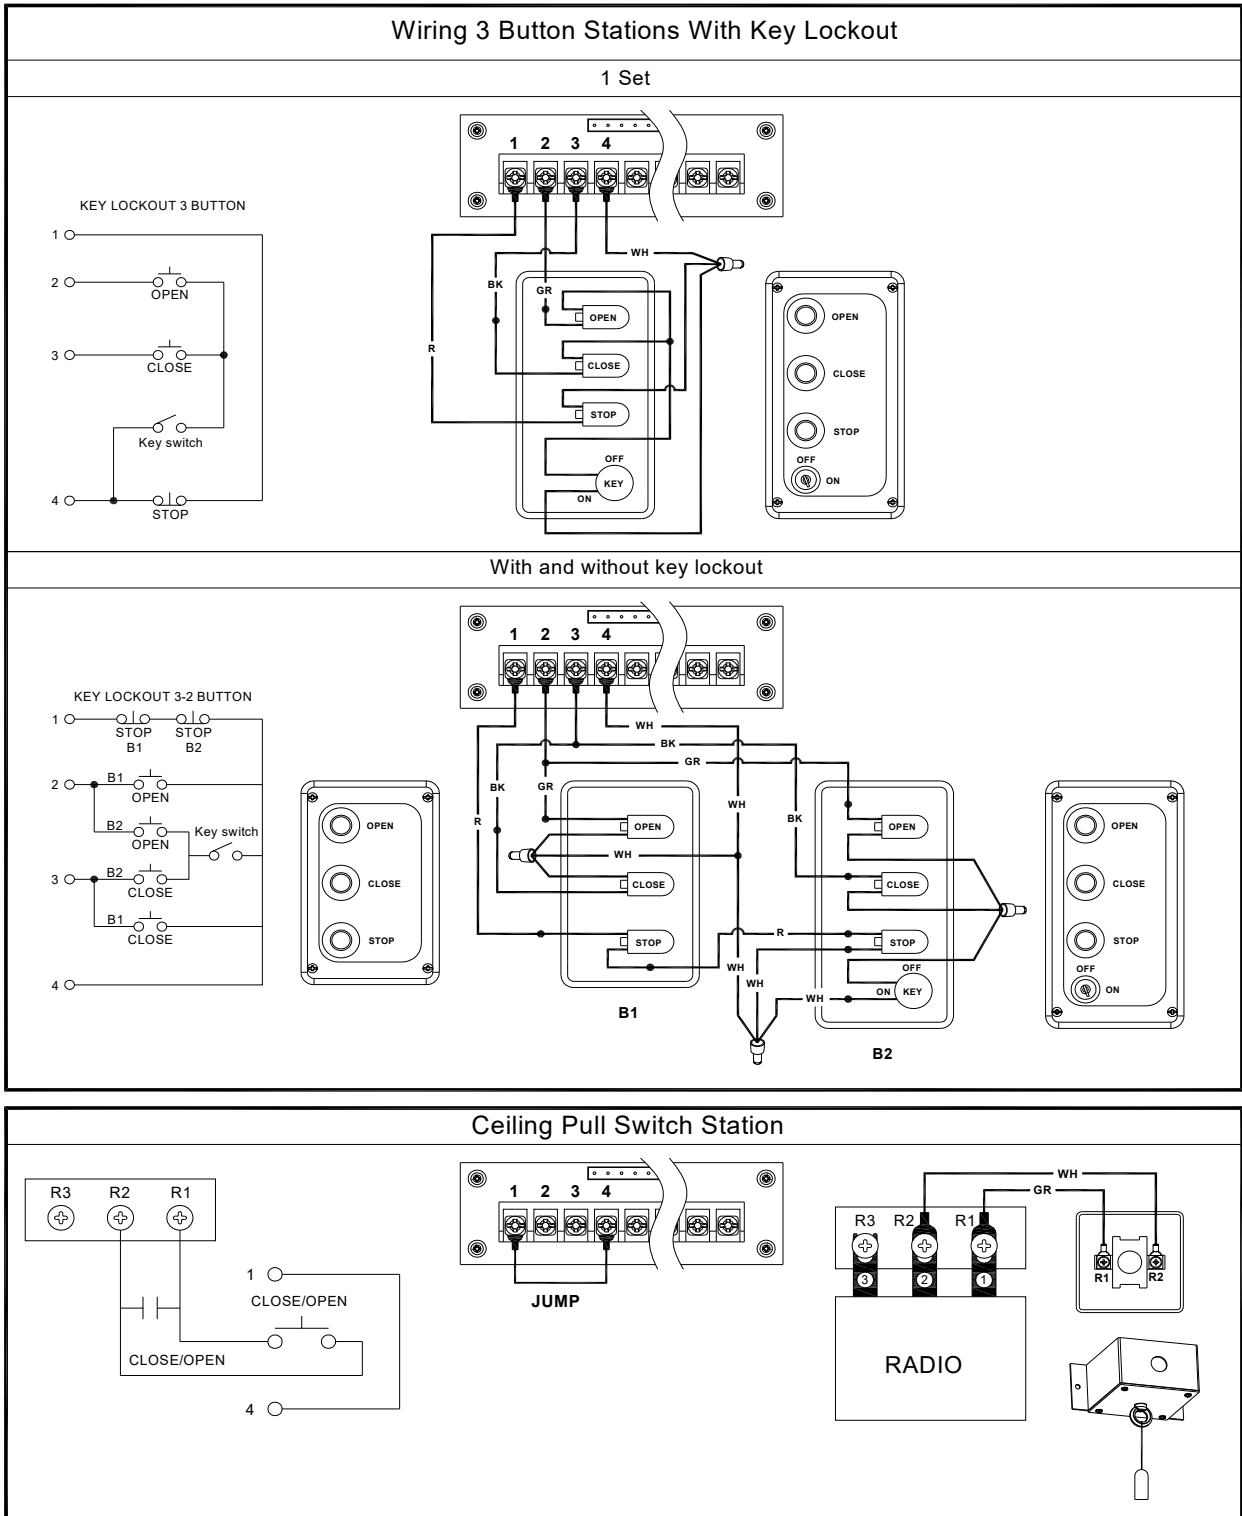 Wiring 3 Button Stations With Key Lockout
1 Set
KEY LOCKOUT 3 BUTTON
1
2
OPEN
3
CLOSE
Key switch
4
STOP
1 2 3 4
WH
BK
GR
R
OPEN
CLOSE
STOP
OFF
KEY
ON
OPEN
CLOSE
STOP
OFF
ON
With and without key lockout
KEY LOCKOUT 3-2 BUTTON
1
STOP STOP
B1 B2
2
B1
OPEN
B2
OPEN
Key switch
3
B2
CLOSE
B1
CLOSE
4
OPEN
CLOSE
STOP
1 2 3 4
WH
BK
GR
BK
GR
WH
BK
R
OPEN
WH
CLOSE
STOP
R
WH
WH
WH
B1
OPEN
CLOSE
STOP
OFF
ON KEY
B2
OPEN
CLOSE
STOP
OFF
ON
Ceiling Pull Switch Station
R3 R2 R1
1
CLOSE/OPEN
CLOSE/OPEN
4
1 2 3 4
JUMP
WH
GR
R3 R2 R1
3 2 1
RADIO
R1 R2